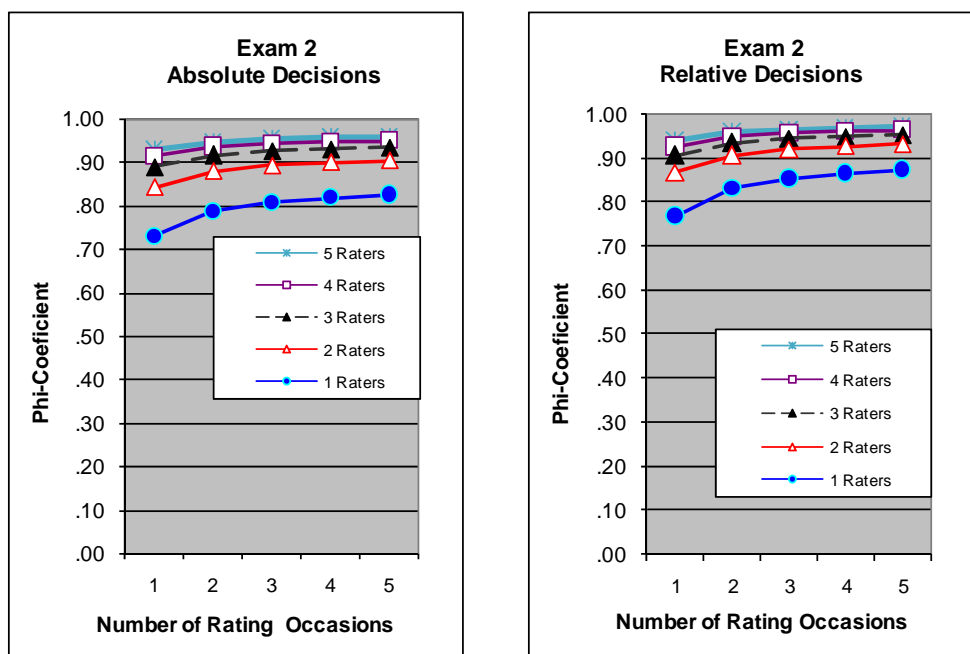 Exam 2
Absolute Decisions
1.00
.90
.80
.70
.60
.50
.40
.30
.20
.10
.00
Phi-Coeficient
5 Raters
4 Raters
3 Raters
2 Raters
1 Raters
1 2 3 4 5
Number of Rating Occasions
Exam 2
Relative Decisions
1.00
.90
.80
.70
.60
.50
.40
.30
.20
.10
.00
Phi-Coeficient
5 Raters
4 Raters
3 Raters
2 Raters
1 Raters
1 2 3 4 5
Number of Rating Occasions